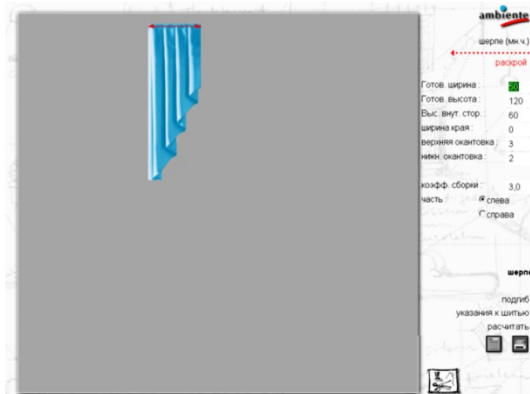 ambiente
шерпе (мн.ч.)
раскрой
Готов. ширина : 50
Готов. высота : 120
Выс. внут. стор. : 60
ширина края : 0
верхняя окантовка : 3
нижн. окантовка : 2
коэфф. сборки : 3,0
часть слева
справа
шерпе
подгиб
указания к шитью
расчитать